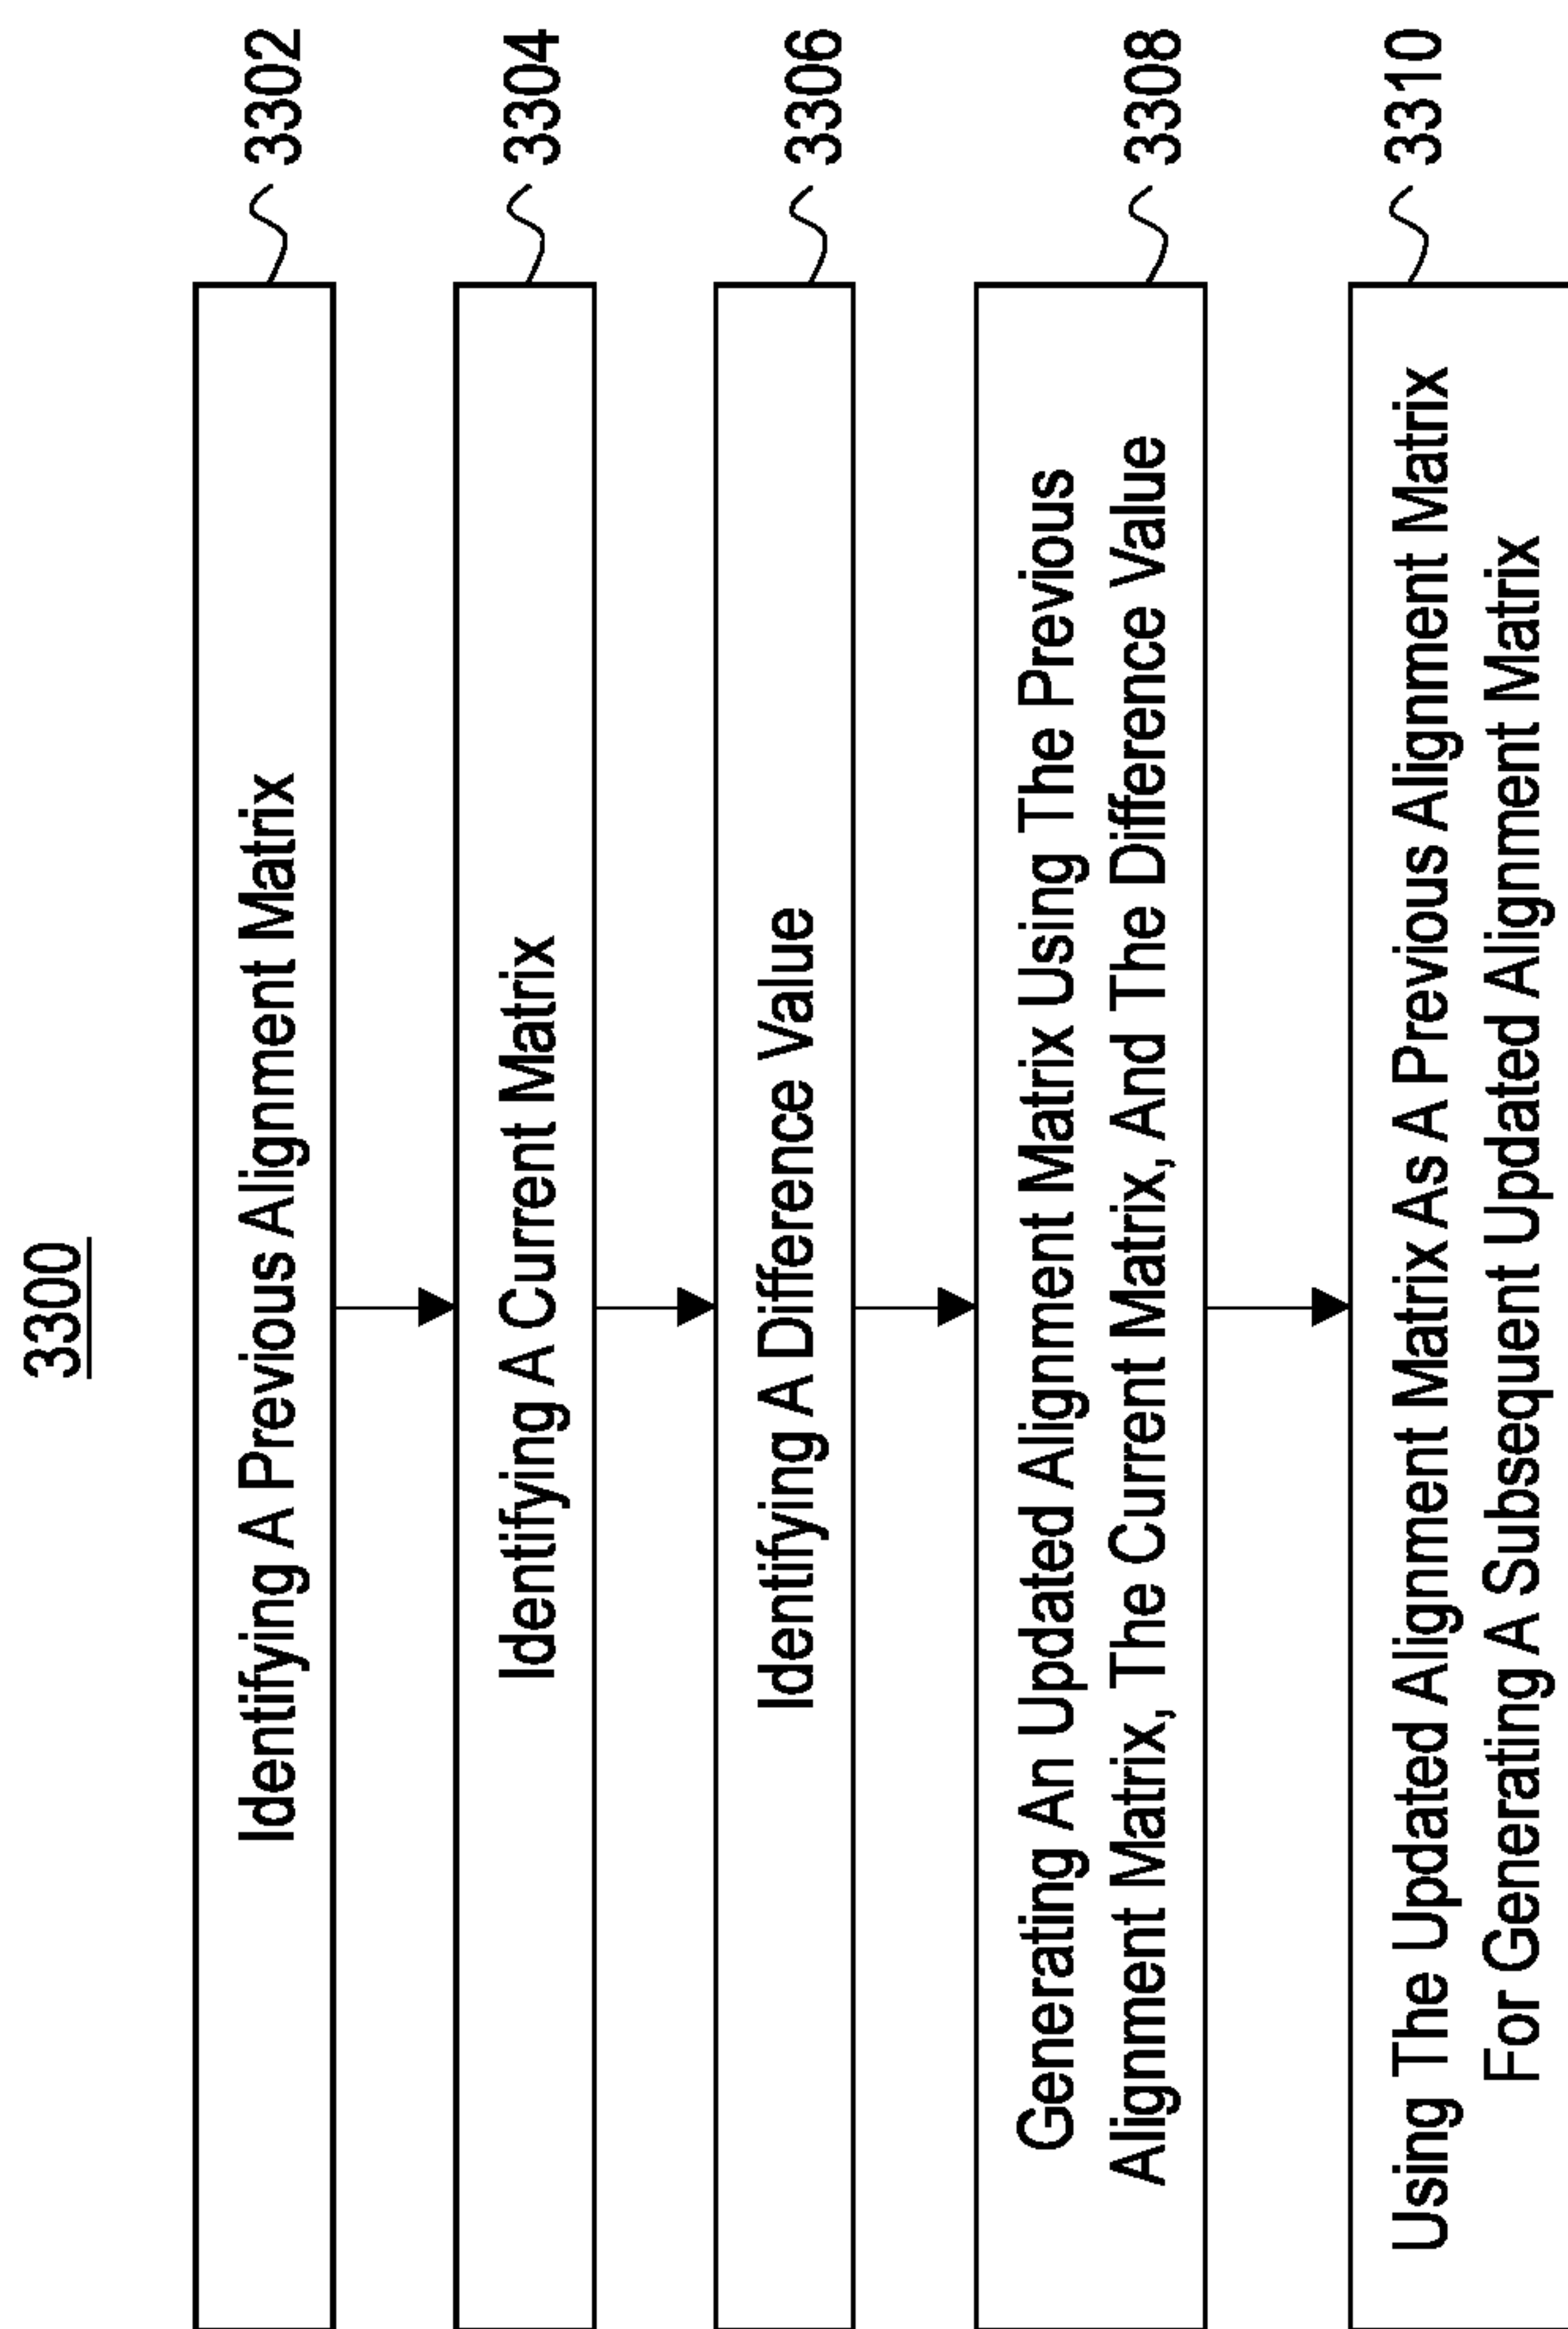 3300
Identifying A Previous Alignment Matrix
3302
Identifying A Current Matrix
3304
Identifying A Difference Value
3306
Generating An Updated Alignment Matrix Using The Previous
Alignment Matrix, The Current Matrix, And The Difference Value
3308
Using The Updated Alignment Matrix As A Previous Alignment Matrix
For Generating A Subsequent Updated Alignment Matrix
3310